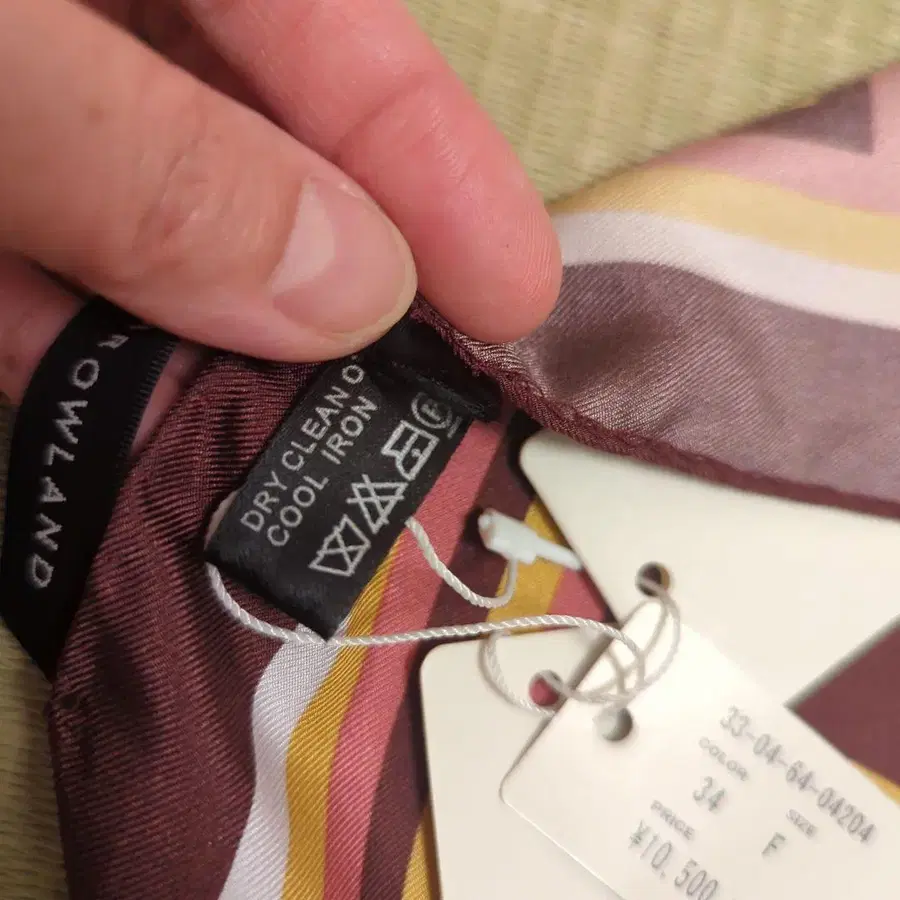 ROWLAND
DRY CLEAN O
COOL IRON
33-04-64-04204
COLOR SIZE
34 F
PRICE
¥10,500